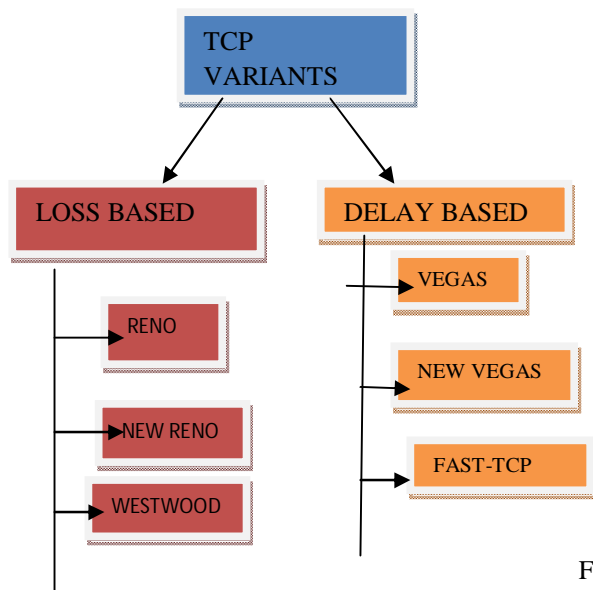 TCP
VARIANTS
LOSS BASED
RENO
NEW RENO
WESTWOOD
DELAY BASED
VEGAS
NEW VEGAS
FAST-TCP
F